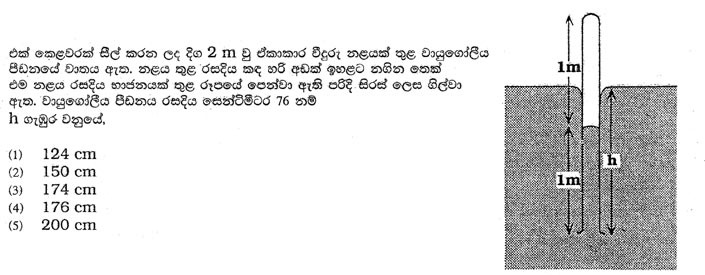 එක් කෙළවරක් සීල් කරන ලද දිග 2 m වු ඒකාකාර වීදුරු නළයක් තුළ වායුගෝලීය
පීඩනයේ වාතය ඇත. නළය තුළ රසදිය කඳ හරි අඩක් ඉහළට නගින තෙක්
එම නළය රසදිය භාජනයක් තුළ රූපයේ පෙන්වා ඇති පරිදි සිරස් ලෙස ගිල්වා
ඇත. වායුගෝලීය පීඩනය රසදිය සෙන්ටිමීටර 76 නම්
h ගැඹුර වනුයේ,
(1) 124 cm
(2) 150 cm
(3) 174 cm
(4) 176 cm
(5) 200 cm
1m
h
1m